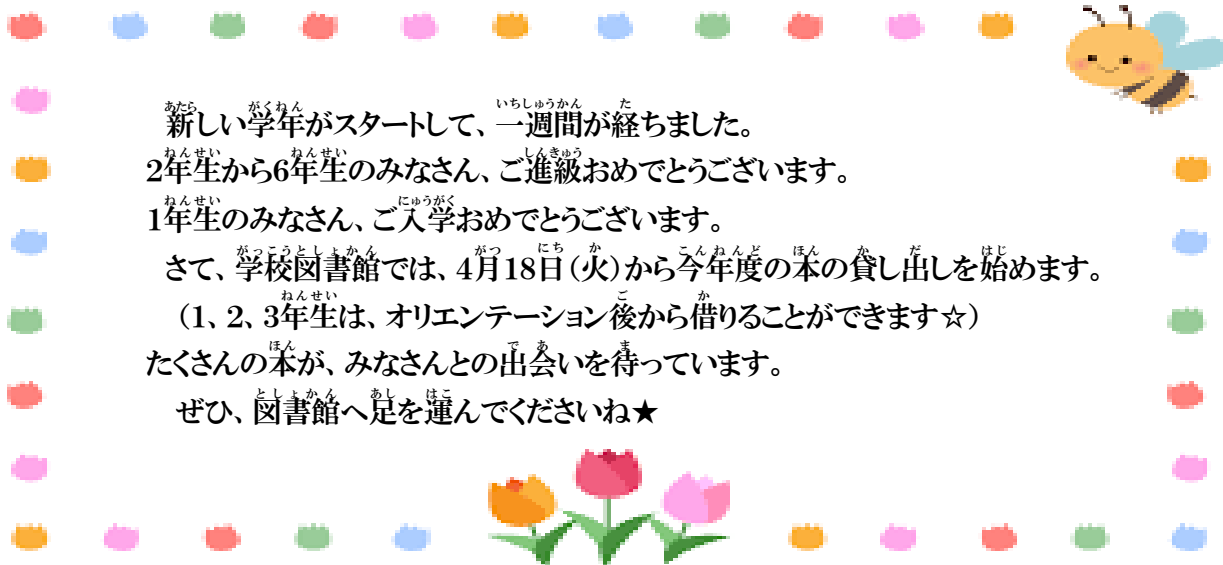 新しい学年がスタートして、一週間が経ちました。
2年生から6年生のみなさん、ご進級おめでとうございます。
1年生のみなさん、ご入学おめでとうございます。
さて、学校図書館では、4月18日(火)から今年度の本の貸し出しを始めます。
(1、2、3年生は、オリエンテーション後から借りることができます☆)
たくさんの本が、みなさんとの出会いを待っています。
ぜひ、図書館へ足を運んでくださいね★